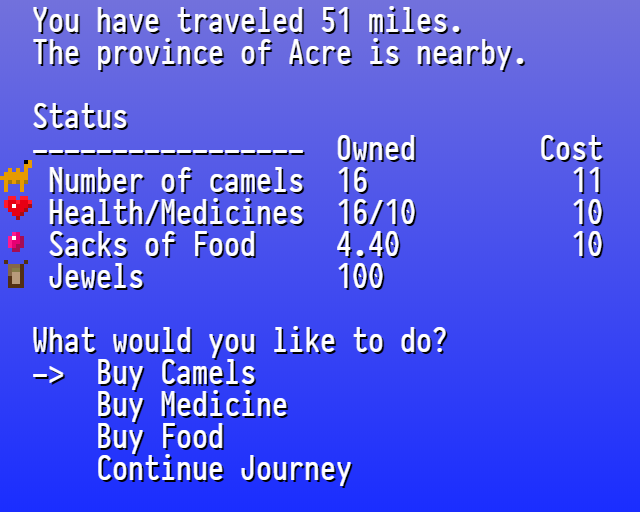 You have traveled 51 miles.
The province of Acre is nearby.
Status
----------------- Owned Cost
Number of camels 16 11
Health/Medicines 16/10 10
Sacks of Food 4.40 10
Jewels 100
What would you like to do?
-> Buy Camels
Buy Medicine
Buy Food
Continue Journey